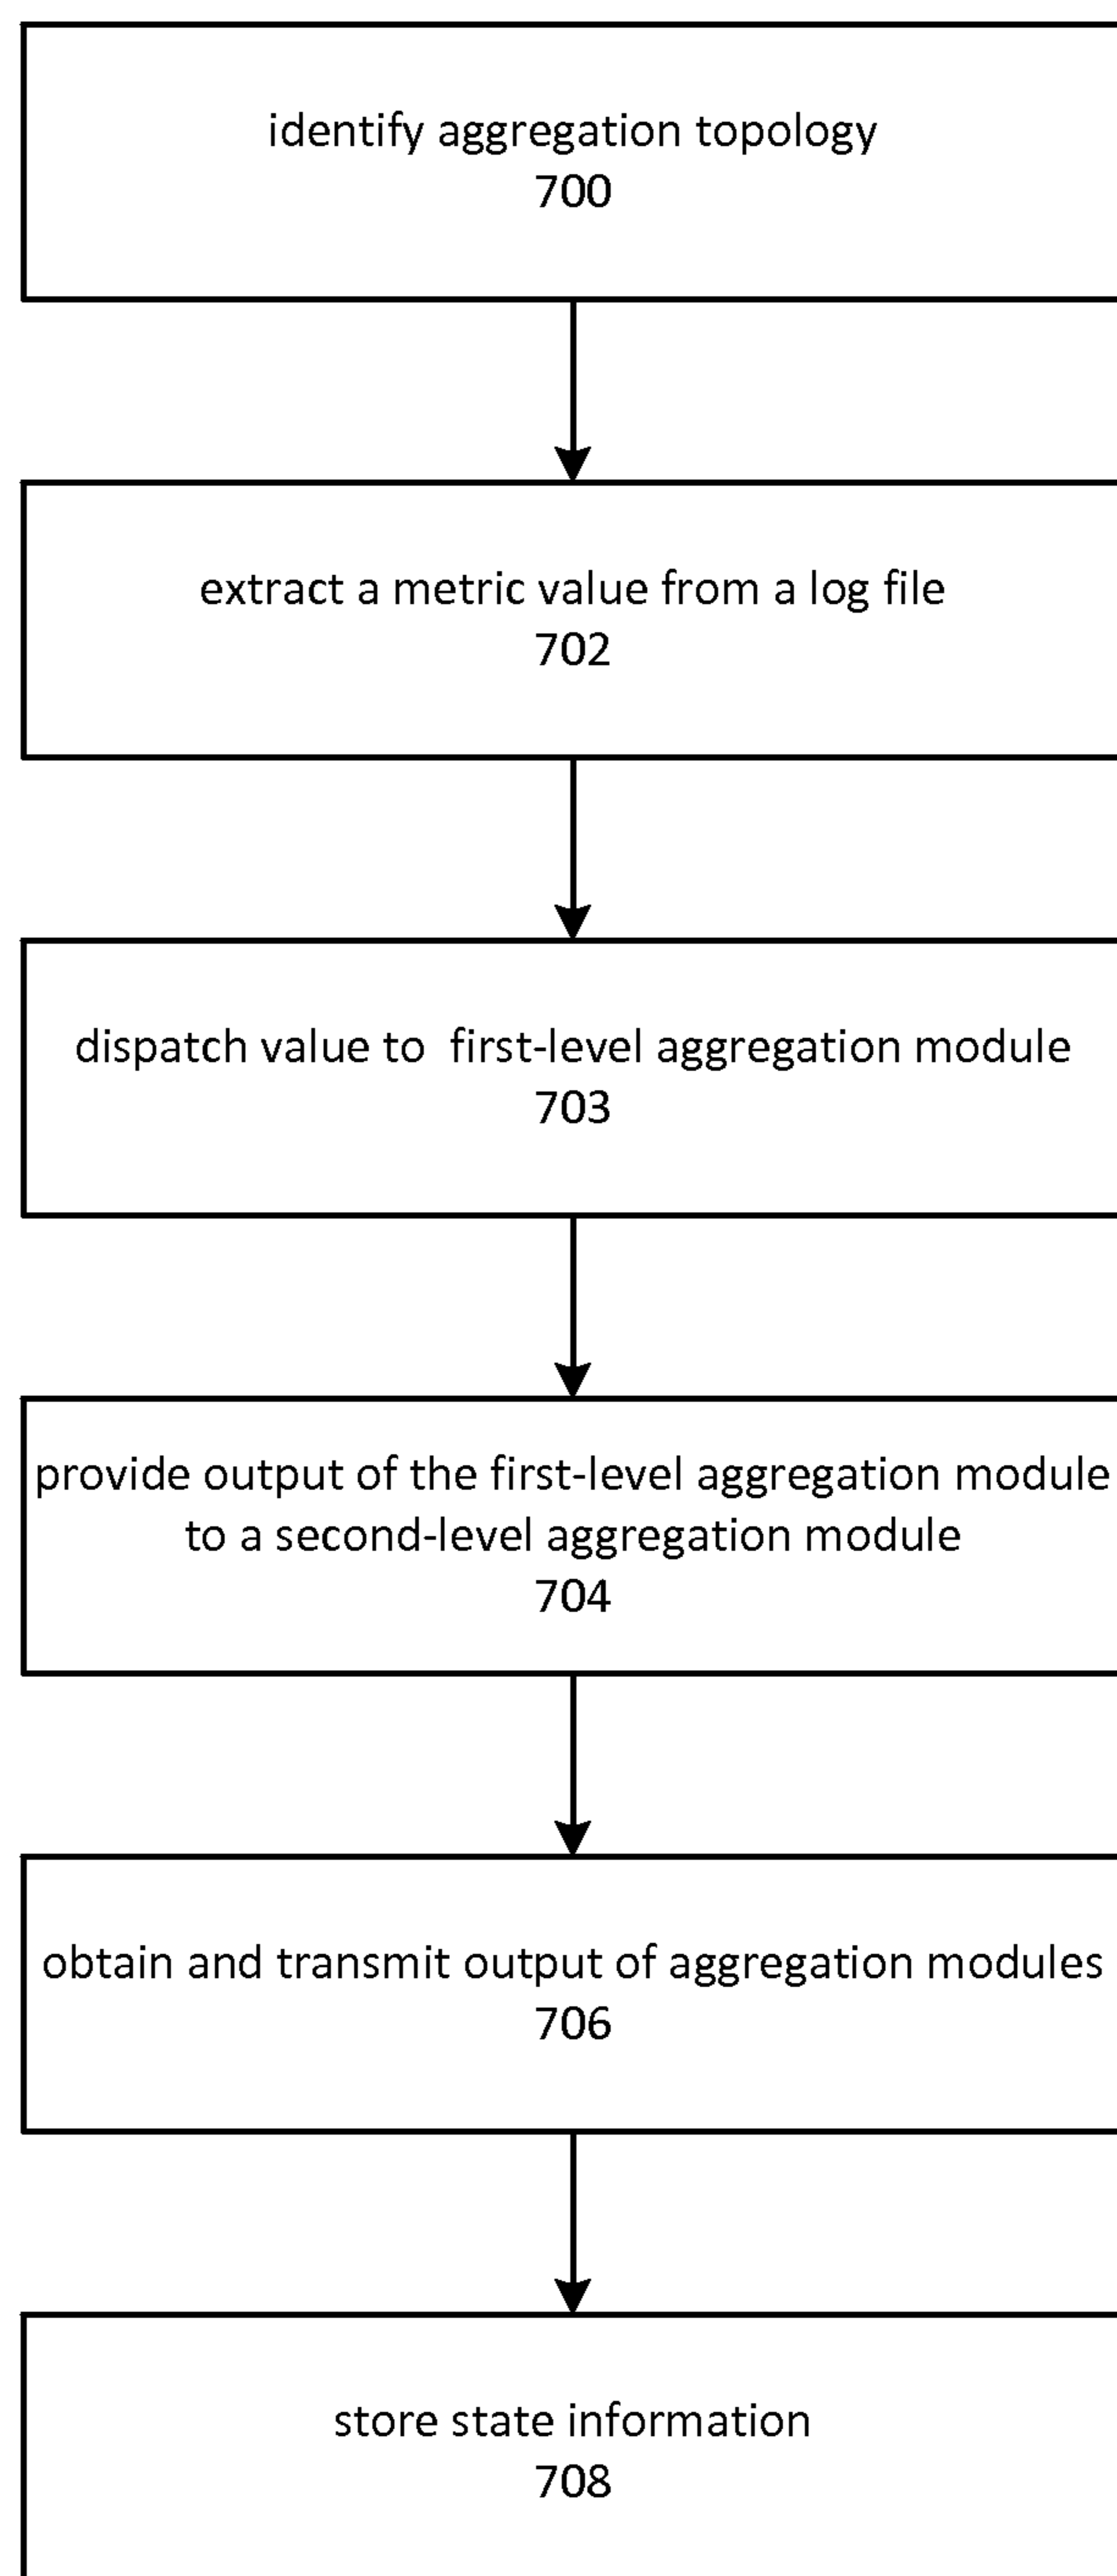 identify aggregation topology
700
extract a metric value from a log file
702
dispatch value to  first-level aggregation module
703
provide output of the first-level aggregation module
to a second-level aggregation module
704
obtain and transmit output of aggregation modules
706
store state information
708